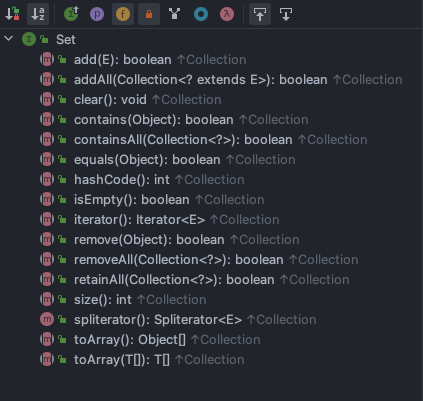 Set
add(E): boolean ↑Collection
addAll(Collection<? extends E>): boolean ↑Collection
clear(): void ↑Collection
contains(Object): boolean ↑Collection
containsAll(Collection<?>): boolean ↑Collection
equals(Object): boolean ↑Collection
hashCode(): int ↑Collection
isEmpty(): boolean ↑Collection
iterator(): Iterator<E> ↑Collection
remove(Object): boolean ↑Collection
removeAll(Collection<?>): boolean ↑Collection
retainAll(Collection<?>): boolean ↑Collection
size(): int ↑Collection
spliterator(): Spliterator<E> ↑Collection
toArray(): Object[] ↑Collection
toArray(T[]): T[] ↑Collection